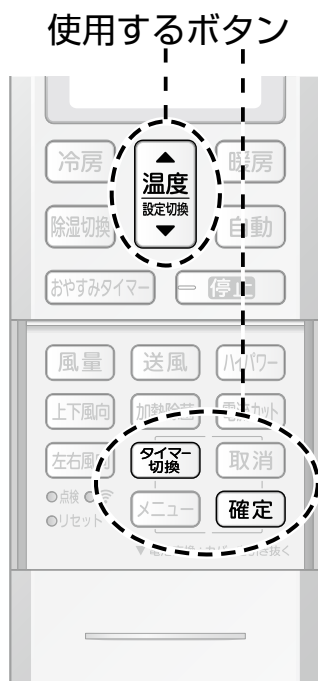 使用するボタン
冷房
▲
温度
設定切換
▼
暖房
除湿切換
自動
おやすみタイマー
停止
風量
送風
ハイパワー
上下風向
加熱除菌
電源カット
左右風向
タイマー
切換
取消
点検
リセット
メニュー
確定